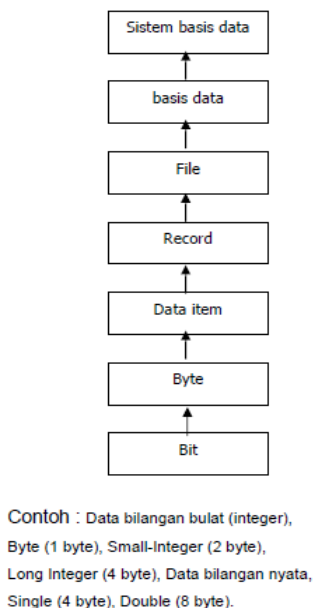 Sistem basis data
basis data
File
Record
Data item
Byte
Bit
Contoh : Data bilangan bulat (integer),
Byte (1 byte), Small-Integer (2 byte),
Long Integer (4 byte), Data bilangan nyata,
Single (4 byte), Double (8 byte).